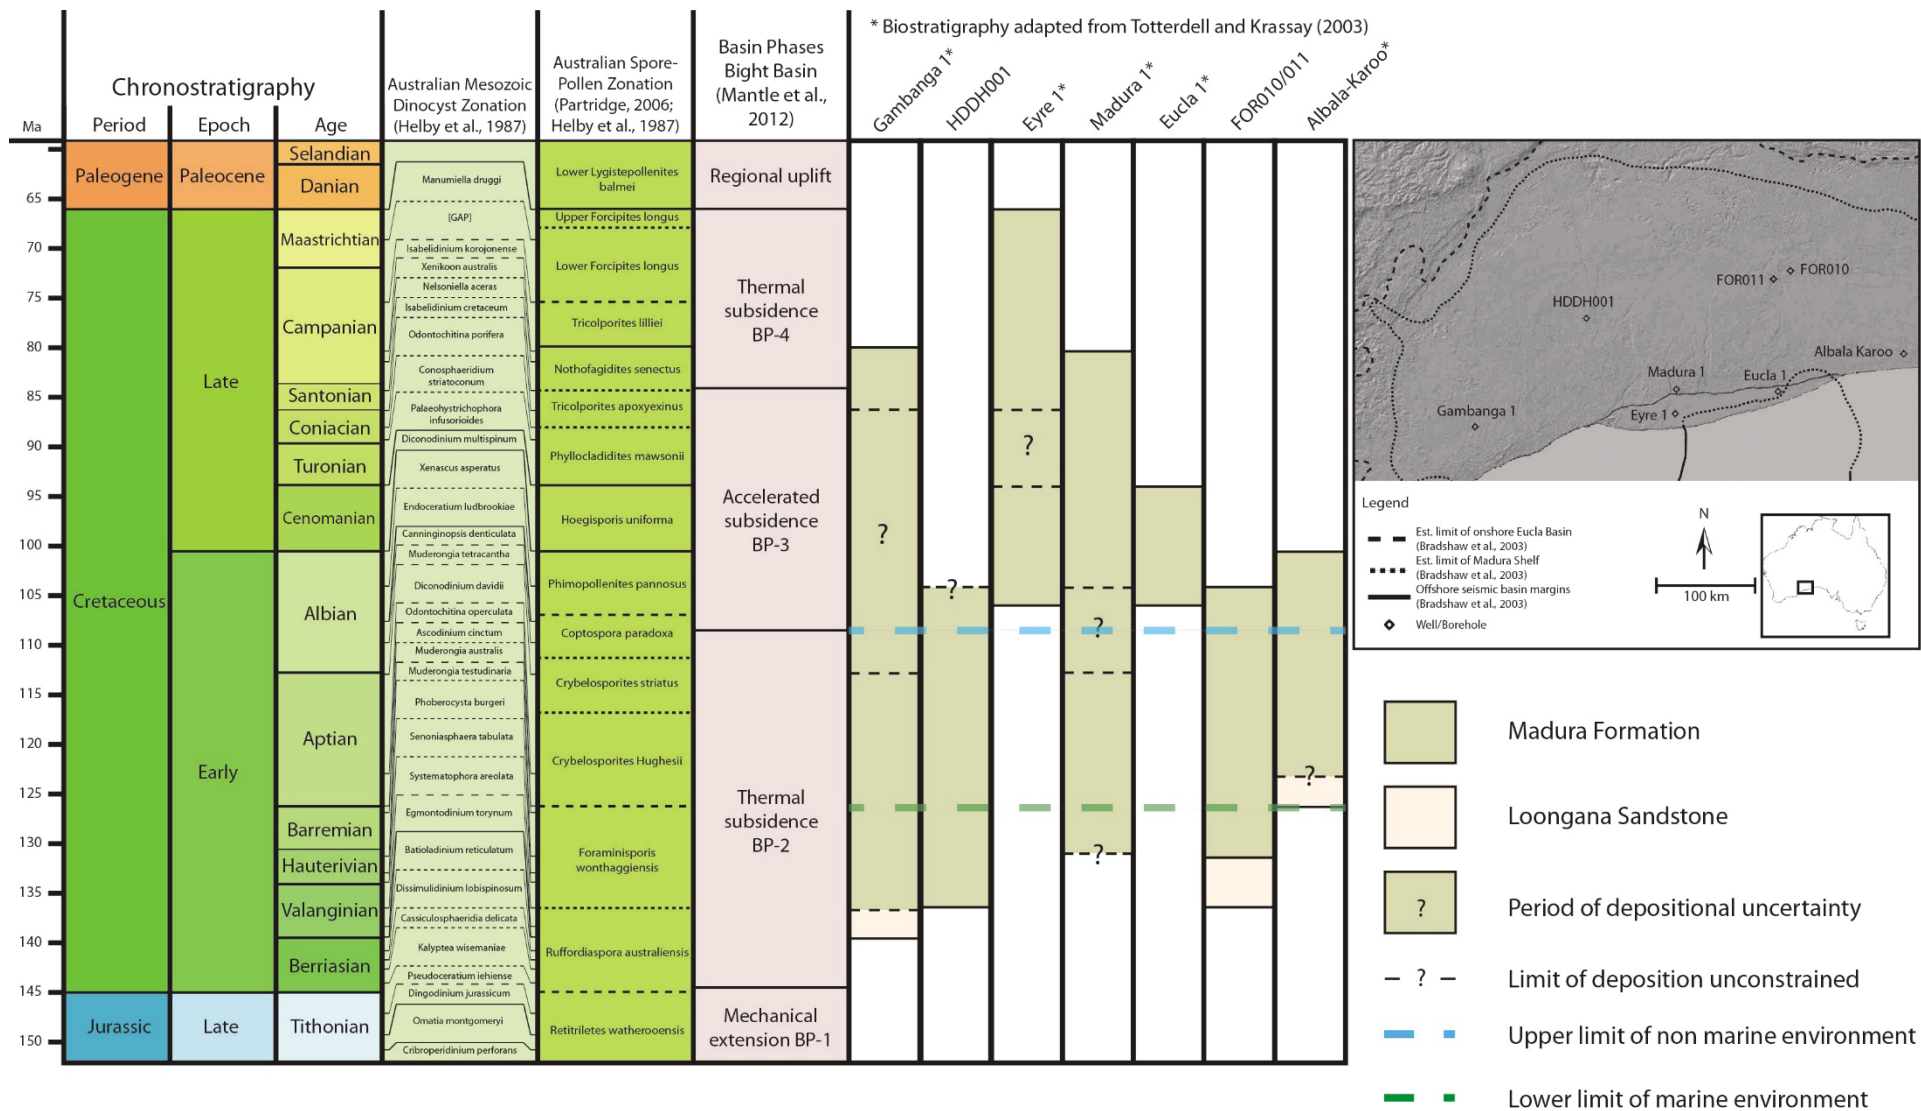 * Biostratigraphy adapted from Totterdell and Krassay (2003)
Chronostratigraphy
Ma
Period
Epoch
Age
Australian Mesozoic
Dinocyst Zonation
(Helby et al., 1987)
Australian Spore-
Pollen Zonation
(Partridge, 2006;
Helby et al., 1987)
Basin Phases
Bight Basin
(Mantle et al.,
2012)
Gambanga 1*
HDDH001
Eyre 1*
Madura 1*
Eucla 1*
FOR010/011
Albala-Karoo*
65
70
75
80
85
90
95
100
105
110
115
120
125
130
135
140
145
150
Paleogene
Cretaceous
Jurassic
Paleocene
Late
Early
Late
Selandian
Danian
Maastrichtian
Campanian
Santonian
Coniacian
Turonian
Cenomanian
Albian
Aptian
Barremian
Hauterivian
Valanginian
Berriasian
Tithonian
Manumiella druggi
[GAP]
Isabelidinium korojonense
Xenikoon australis
Nelsoniella aceras
Isabelidinium cretaceum
Odontochitina porifera
Conosphaeridium
striatoconum
Palaeohystrichophora
infusorioides
Diconodinium multispinum
Xenascus asperatus
Endoceratium ludbrookiae
Canninginopsis denticulata
Muderongia tetracantha
Diconodinium davidii
Odontochitina operculata
Ascodinium cinctum
Muderongia australis
Muderongia testudinaria
Phoberocysta burgeri
Senoniasphaera tabulata
Systematophora areolata
Egmontodinium torynum
Batioladinium reticulatum
Dissimulidinium lobispinosum
Cassiculosphaeridia delicata
Kalyptea wisemaniae
Pseudoceratium iehiense
Dingodinium jurassicum
Omatia montgomeryi
Cribroperidinium perforans
Lower Lygistepollenites
balmei
Upper Forcipites longus
Lower Forcipites longus
Tricolporites lilliei
Nothofagidites senectus
Tricolporites apoxyexinus
Phyllocladidites mawsonii
Hoegisporis uniforma
Phimopollenites pannosus
Coptospora paradoxa
Crybelosporites striatus
Crybelosporites Hughesii
Foraminisporis
wonthaggiensis
Ruffordiaspora australiensis
Retitriletes watherooensis
Regional uplift
Thermal
subsidence
BP-4
Accelerated
subsidence
BP-3
Thermal
subsidence
BP-2
Mechanical
extension BP-1
?
?
?
?
?
?
FOR011
FOR010
HDDH001
Albala Karoo
Madura 1
Eucla 1
Eyre 1
Gambanga 1
Legend
Est. limit of onshore Eucla Basin
(Bradshaw et al., 2003)
Est. limit of Madura Shelf
(Bradshaw et al., 2003)
Offshore seismic basin margins
(Bradshaw et al., 2003)
Well/Borehole
N
100 km
Madura Formation
Loongana Sandstone
? Period of depositional uncertainty
? Limit of deposition unconstrained
Upper limit of non marine environment
Lower limit of marine environment